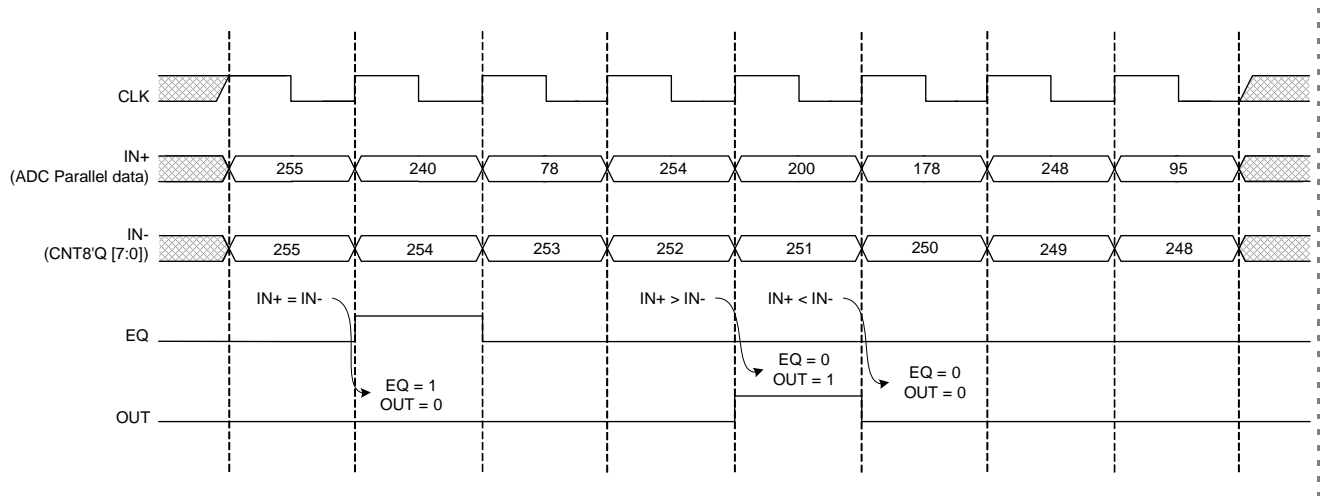 CLK
IN+
(ADC Parallel data)
255 240 78 254 200 178 248 95
IN-
(CNT8'Q [7:0])
255 254 253 252 251 250 249 248
IN+ = IN-
IN+ > IN-
IN+ < IN-
EQ
EQ = 1
OUT = 0
EQ = 0
OUT = 1
EQ = 0
OUT = 0
OUT